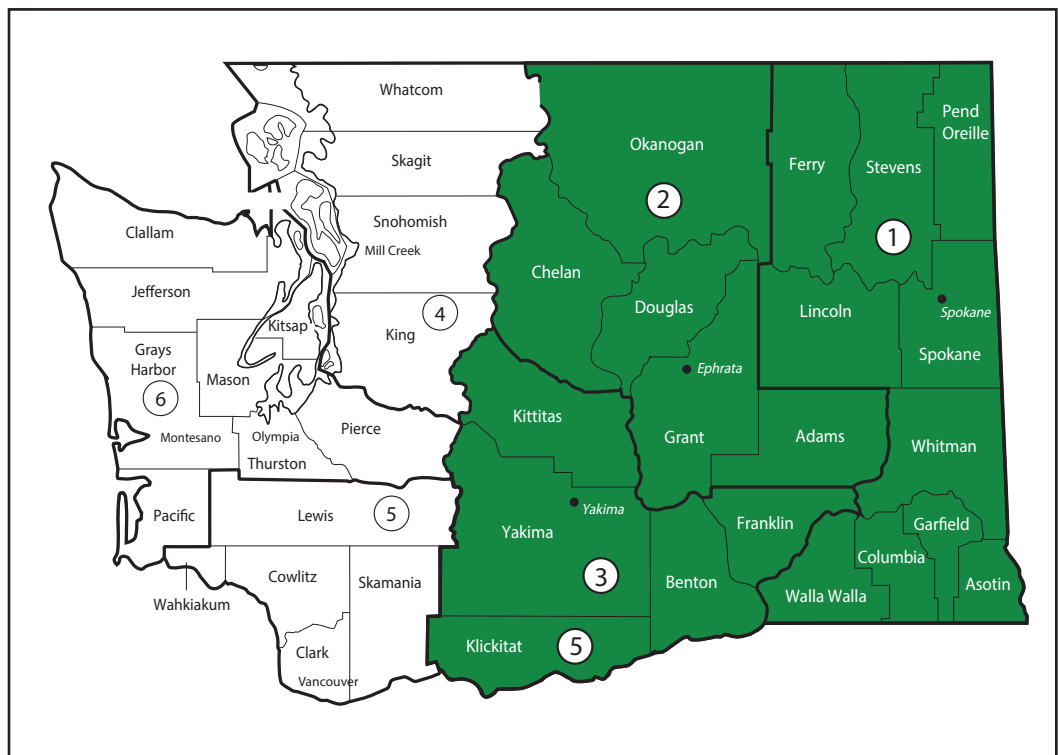 Whatcom
Skagit
Snohomish
Mill Creek
4
King
Clallam
Jefferson
Kitsap
Grays
Harbor
6
Mason
Montesano
Olympia
Thurston
Pierce
Pacific
Lewis
5
Wahkiakum
Cowlitz
Skamania
Clark
Vancouver
Okanogan
2
Chelan
Douglas
Ephrata
Grant
Kittitas
Adams
Yakima
Yakima
3
Benton
Franklin
Klickitat
5
Ferry
Stevens
Pend
Oreille
1
Lincoln
Spokane
Spokane
Whitman
Garfield
Columbia
Walla Walla
Asotin